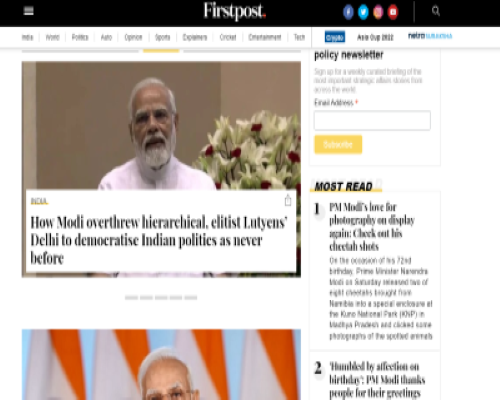 Firstpost.
India World Politics Auto Opinion Sports Explainers Cricket Entertainment Tech Crypto Asia Cup 2022 netra SURAKSHA
policy newsletter
Sign up for a weekly curated briefing of the
most important strategic affairs stories from
across the world.
Email Address *
Subscribe
INDIA
How Modi overthrew hierarchical, elitist Lutyens'
Delhi to democratise Indian politics as never
before
MOST READ
1 PM Modi's love for
photography on display
again: Check out his
cheetah shots
On the occasion of his 72nd
birthday, Prime Minister Narendra
Modi on Saturday released two of
eight cheetahs brought from
Namibia into a special enclosure at
the Kuno National Park (KNP) in
Madhya Pradesh and clicked some
photographs of the spotted animals
2 'Humbled by affection on
birthday': PM Modi thanks
people for their greetings